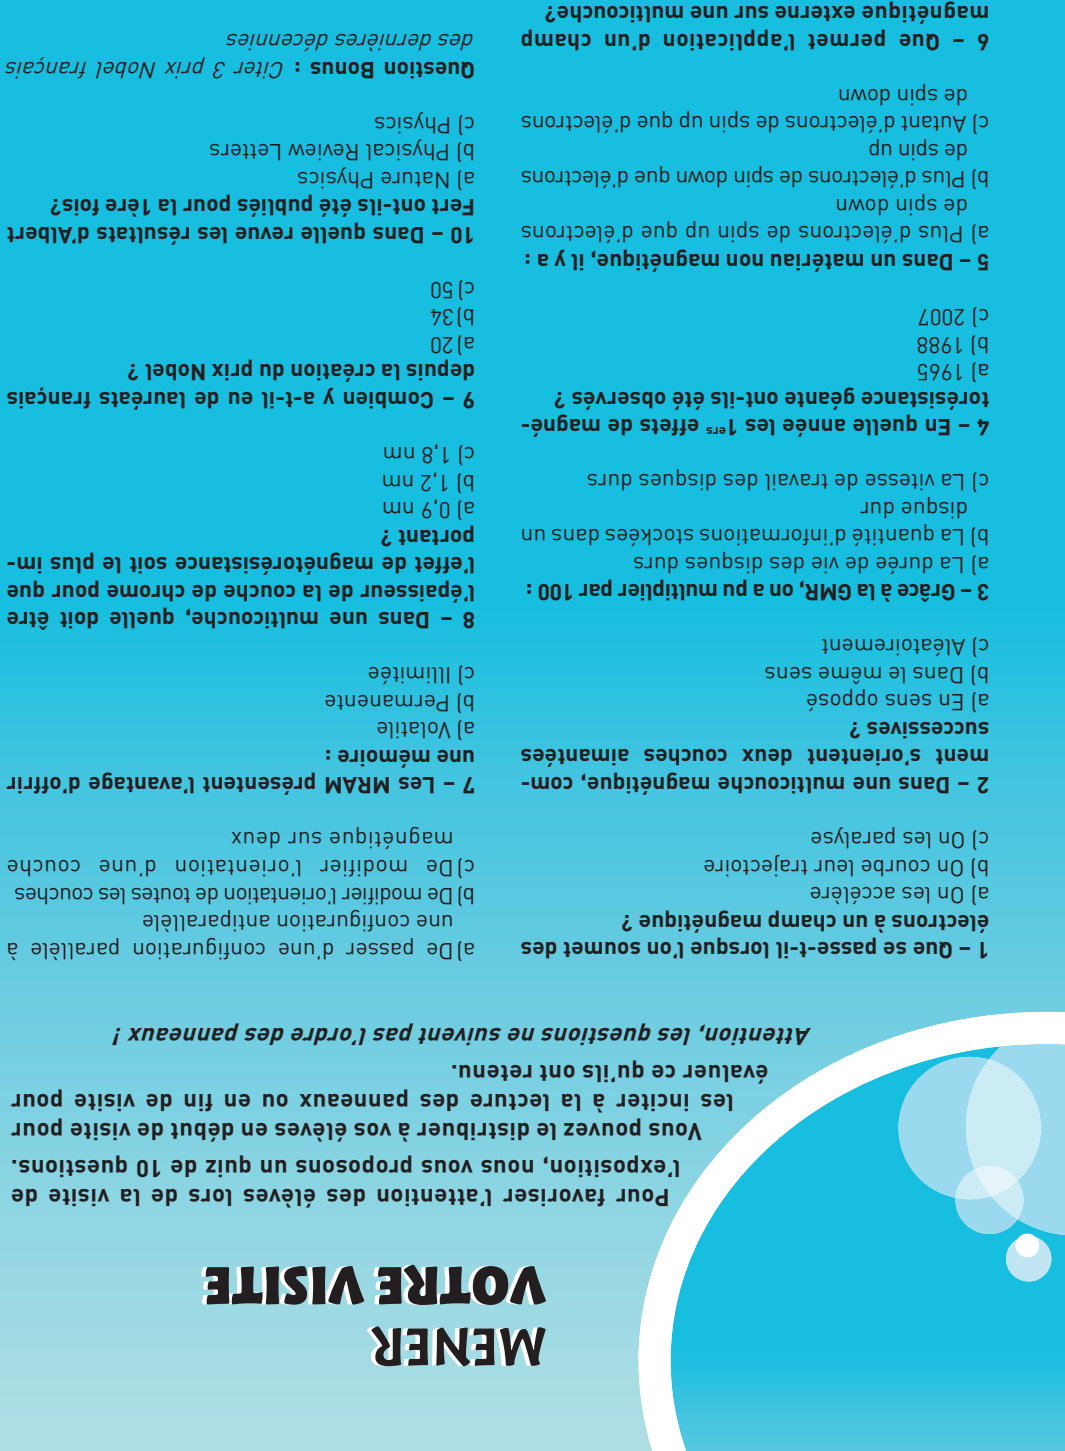 MENER
VOTRE VISITE
Pour favoriser l'attention des élèves lors de la visite de
l'exposition, nous vous proposons un quiz de 10 questions.
Vous pouvez le distribuer à vos élèves en début de visite pour
les inciter à la lecture des panneaux ou en fin de visite pour
évaluer ce qu'ils ont retenu.
Attention, les questions ne suivent pas l'ordre des panneaux !
1 – Que se passe-t-il lorsque l'on soumet des
électrons à un champ magnétique ?
a) On les accélère
b) On courbe leur trajectoire
c) On les paralyse
2 – Dans une multicouche magnétique, com-
ment s'orientent deux couches aimantées
successives ?
a) En sens opposé
b) Dans le même sens
c) Aléatoirement
3 – Grâce à la GMR, on a pu multiplier par 100 :
a) La durée de vie des disques durs
b) La quantité d'informations stockées dans un
disque dur
c) La vitesse de travail des disques durs
4 – En quelle année les 1ers effets de magné-
torésistance géante ont-ils été observés ?
a) 1965
b) 1988
c) 2007
5 – Dans un matériau non magnétique, il y a :
a) Plus d'électrons de spin up que d'électrons
de spin down
b) Plus d'électrons de spin down que d'électrons
de spin up
c) Autant d'électrons de spin up que d'électrons
de spin down
6 – Que permet l'application d'un champ
magnétique externe sur une multicouche?
a) De passer d'une configuration parallèle à
une configuration antiparallèle
b) De modifier l'orientation de toutes les couches
c) De modifier l'orientation d'une couche
magnétique sur deux
7 – Les MRAM présentent l'avantage d'offrir
une mémoire :
a) Volatile
b) Permanente
c) Illimitée
8 – Dans une multicouche, quelle doit être
l'épaisseur de la couche de chrome pour que
l'effet de magnétorésistance soit le plus im-
portant ?
a) 0,9 nm
b) 1,2 nm
c) 1,8 nm
9 – Combien y a-t-il eu de lauréats français
depuis la création du prix Nobel ?
a) 20
b) 34
c) 50
10 – Dans quelle revue les résultats d'Albert
Fert ont-ils été publiés pour la 1ère fois?
a) Nature Physics
b) Physical Review Letters
c) Physics
Question Bonus : Citer 3 prix Nobel français
des dernières décennies